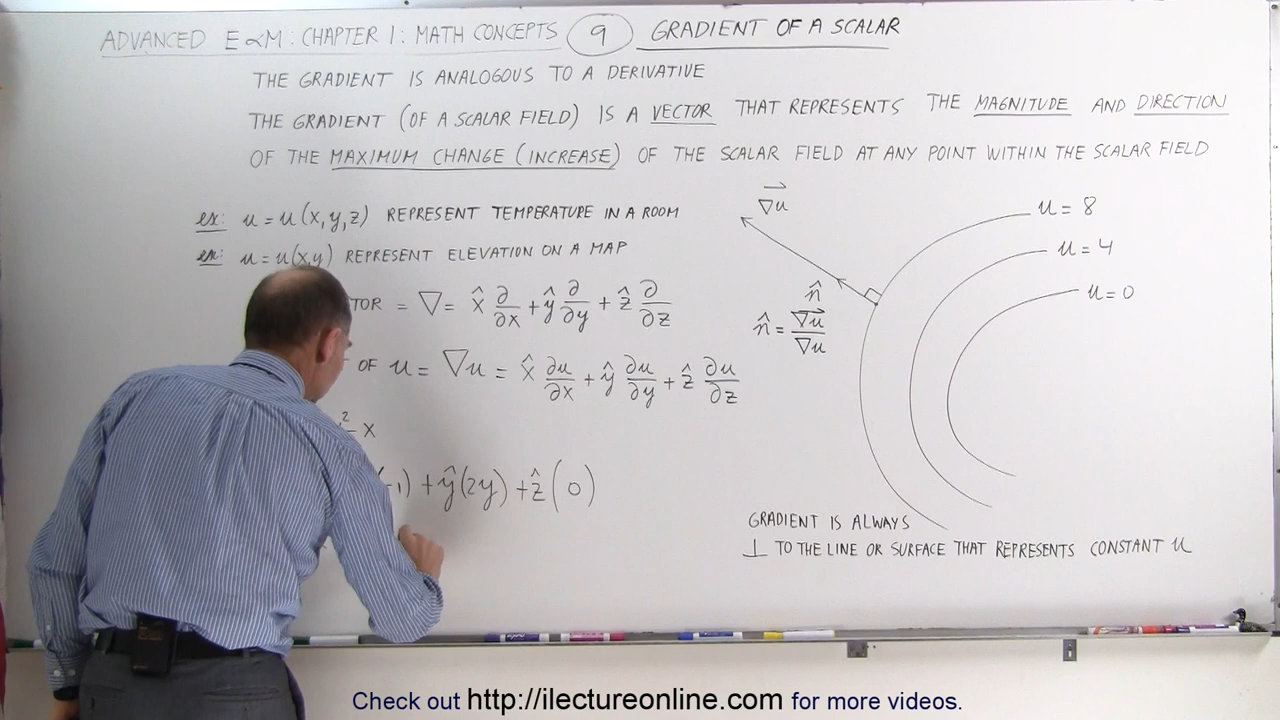 ADVANCED E∝M: CHAPTER 1: MATH CONCEPTS 9 GRADIENT OF A SCALAR
THE GRADIENT IS ANALOGOUS TO A DERIVATIVE
THE GRADIENT (OF A SCALAR FIELD) IS A VECTOR THAT REPRESENTS THE MAGNITUDE AND DIRECTION
OF THE MAXIMUM CHANGE (INCREASE) OF THE SCALAR FIELD AT ANY POINT WITHIN THE SCALAR FIELD
ex: u = u(x,y,z) REPRESENT TEMPERATURE IN A ROOM
ex: u = u(x,y) REPRESENT ELEVATION ON A MAP
TOR = ∇ = x̂ ∂/∂x + ŷ ∂/∂y + ẑ ∂/∂z
OF u = ∇u = x̂ ∂u/∂x + ŷ ∂u/∂y + ẑ ∂u/∂z
² - x
(-1) + ŷ(2y) + ẑ(0)
∇u
u = 8
u = 4
u = 0
n̂
n̂ = ∇u/∇u
GRADIENT IS ALWAYS
⊥ TO THE LINE OR SURFACE THAT REPRESENTS CONSTANT u
Check out http://ilectureonline.com for more videos.